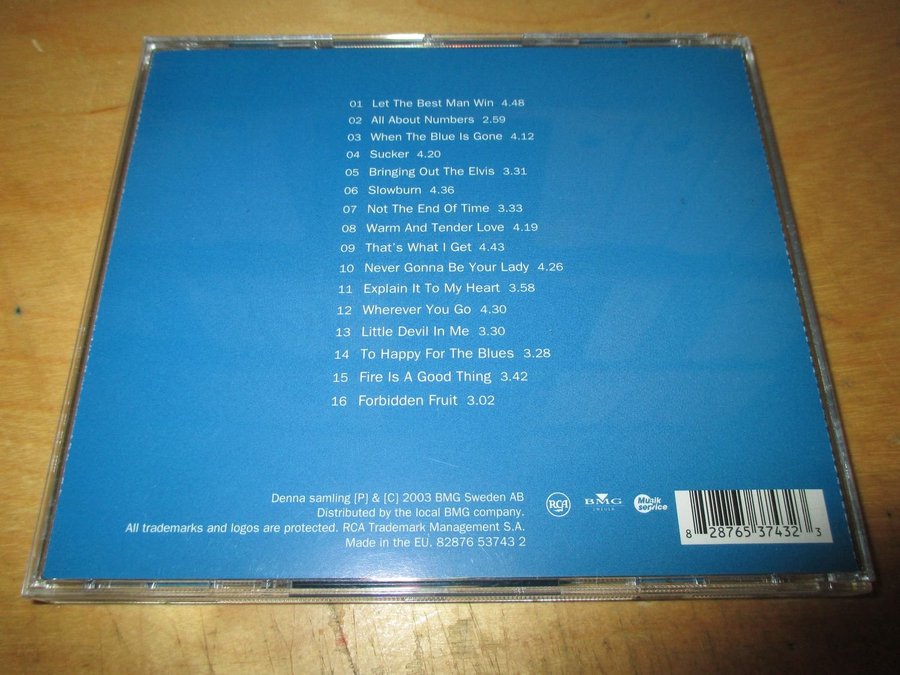 01 Let The Best Man Win 4.48
02 All About Numbers 2.59
03 When The Blue Is Gone 4.12
04 Sucker 4.20
05 Bringing Out The Elvis 3.31
06 Slowburn 4.36
07 Not The End Of Time 3.33
08 Warm And Tender Love 4.19
09 That's What I Get 4.43
10 Never Gonna Be Your Lady 4.26
11 Explain It To My Heart 3.58
12 Wherever You Go 4.30
13 Little Devil In Me 3.30
14 To Happy For The Blues 3.28
15 Fire Is A Good Thing 3.42
16 Forbidden Fruit 3.02
Denna samling [P] & [C] 2003 BMG Sweden AB
Distributed by the local BMG company.
All trademarks and logos are protected. RCA Trademark Management S.A.
Made in the EU. 82876 53743 2
RCA
BMG
SWEDEN
Musik
service
8 28765 37432 3